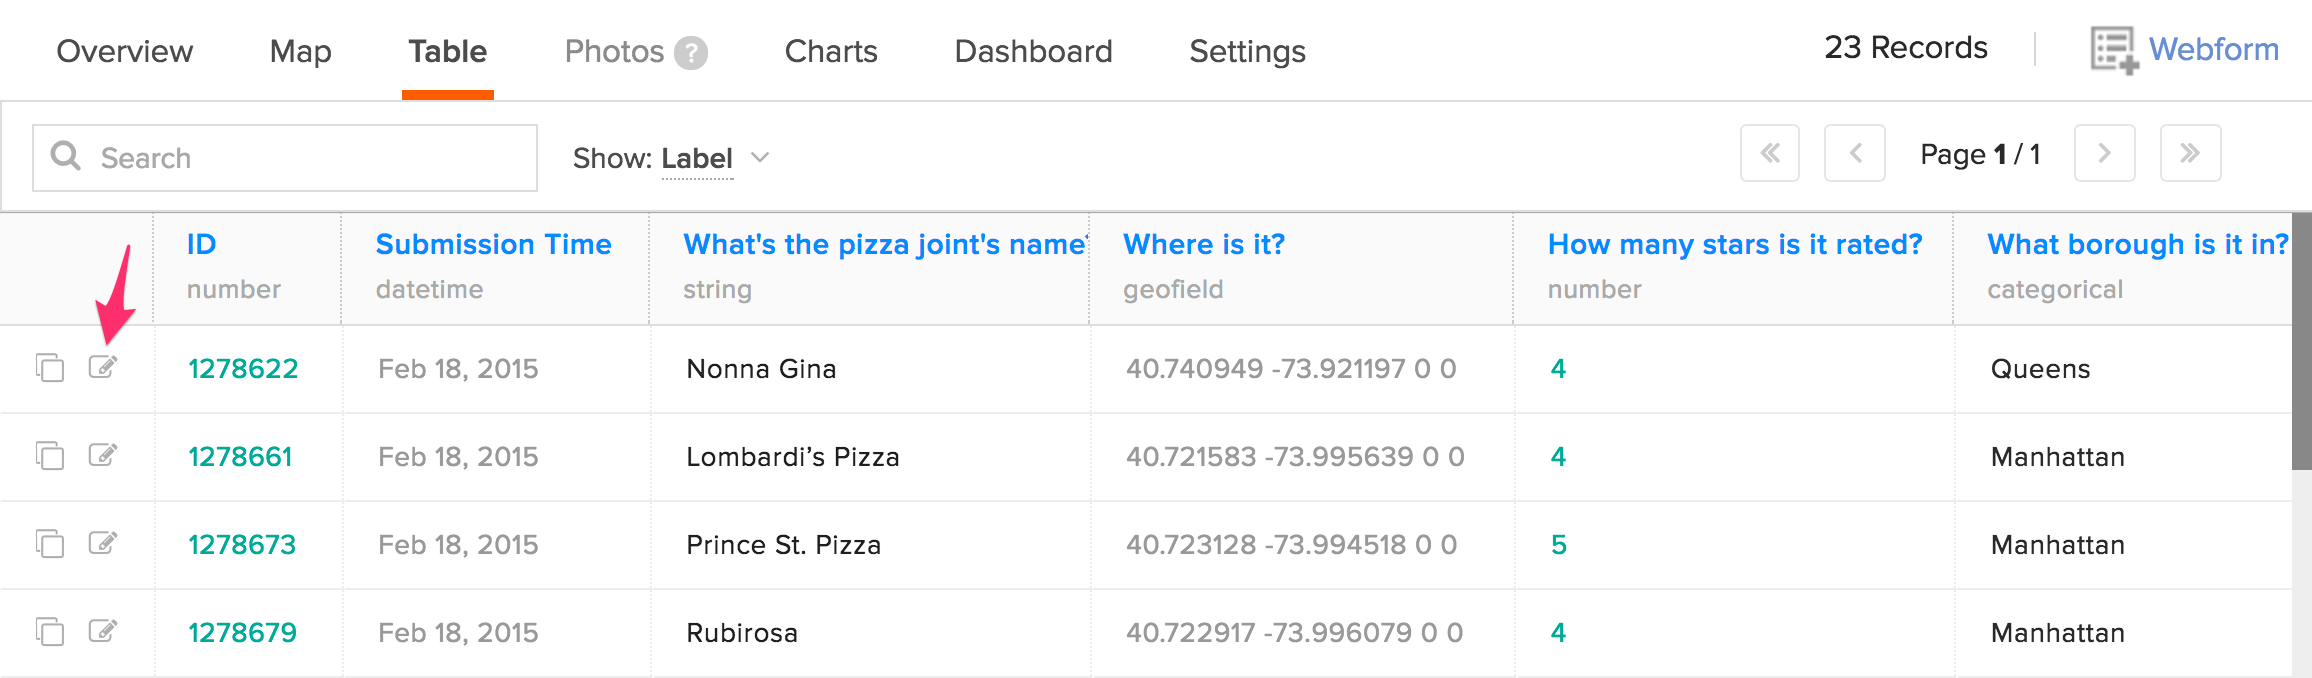 Overview Map Table Photos ? Charts Dashboard Settings 23 Records Webform
Search Show: Label Page 1 / 1
ID Submission Time What's the pizza joint's name Where is it? How many stars is it rated? What borough is it in?
number datetime string geofield number categorical
1278622 Feb 18, 2015 Nonna Gina 40.740949 -73.921197 0 0 4 Queens
1278661 Feb 18, 2015 Lombardi’s Pizza 40.721583 -73.995639 0 0 4 Manhattan
1278673 Feb 18, 2015 Prince St. Pizza 40.723128 -73.994518 0 0 5 Manhattan
1278679 Feb 18, 2015 Rubirosa 40.722917 -73.996079 0 0 4 Manhattan